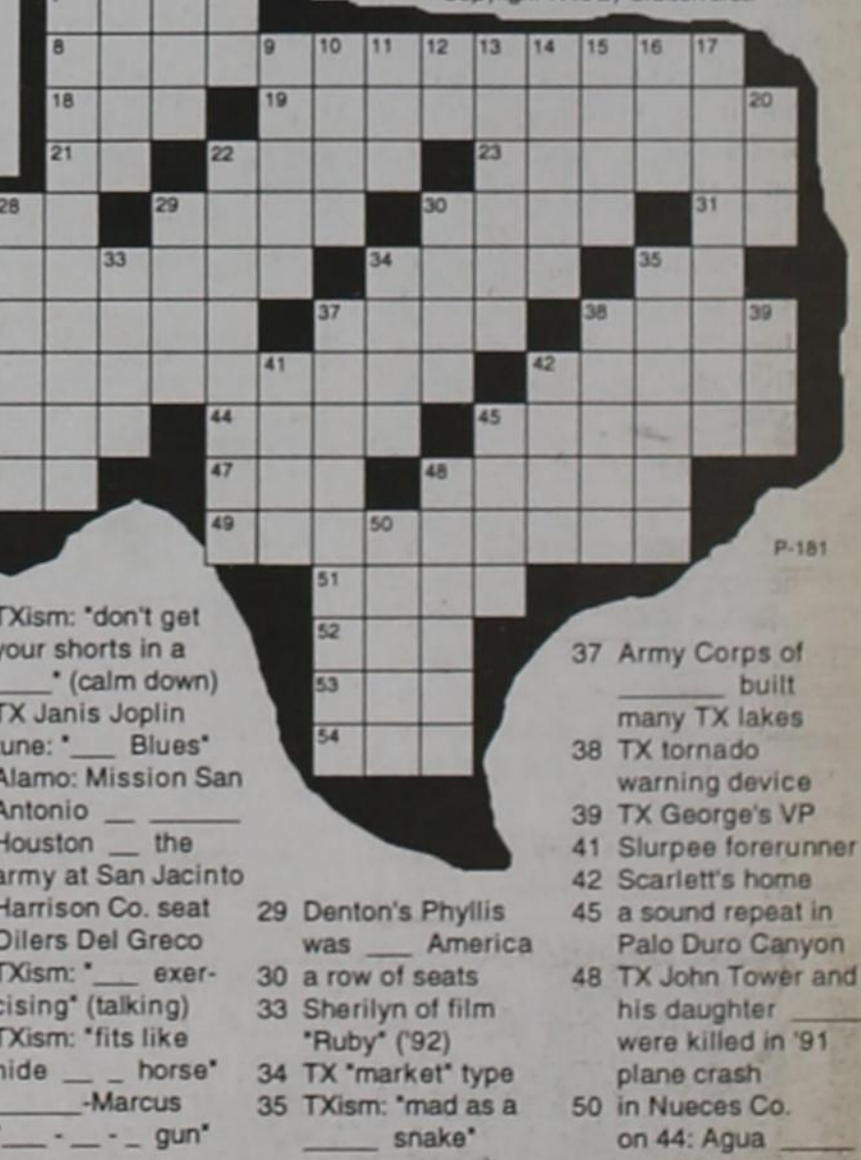 8 9 10 11 12 13 14 15 16 17
18 19 20
21 22 23
28 29 30 31
33 34 35
37 38 39
41 42
44 45
47 48
49 50
P-181
51
52
53
54
TXism: "don't get
your shorts in a
____" (calm down)
TX Janis Joplin
tune: "___ Blues"
Alamo: Mission San
Antonio __ ______
Houston __ the
army at San Jacinto
Harrison Co. seat
Oilers Del Greco
TXism: "___ exer-
cising" (talking)
TXism: "fits like
hide __ _ horse"
______-Marcus
"___ - __ - _ gun"
29 Denton's Phyllis
was ___ America
30 a row of seats
33 Sherilyn of film
"Ruby" ('92)
34 TX "market" type
35 TXism: "mad as a
_____ snake"
37 Army Corps of
_______ built
many TX lakes
38 TX tornado
warning device
39 TX George's VP
41 Slurpee forerunner
42 Scarlett's home
45 a sound repeat in
Palo Duro Canyon
48 TX John Tower and
his daughter _____
were killed in '91
plane crash
50 in Nueces Co.
on 44: Agua _____